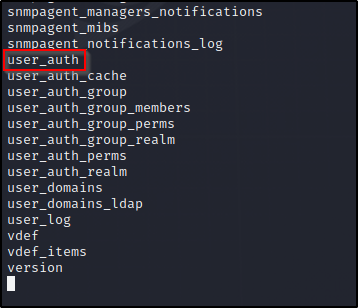 snmpagent_managers_notifications
snmpagent_mibs
snmpagent_notifications_log
user_auth
user_auth_cache
user_auth_group
user_auth_group_members
user_auth_group_perms
user_auth_group_realm
user_auth_perms
user_auth_realm
user_domains
user_domains_ldap
user_log
vdef
vdef_items
version